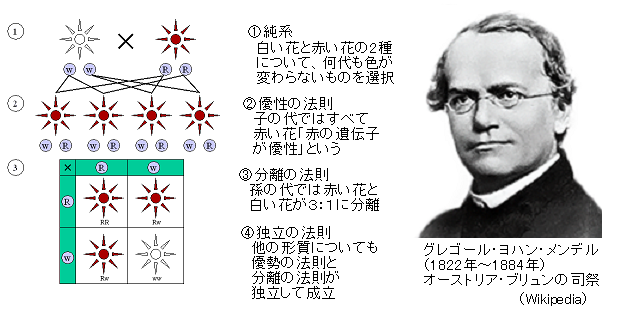 ①
×
w w R R
②
w R w R w R w R
③
× R w
R
RR Rw
w
Rw ww
①純系
白い花と赤い花の2種
について、何代も色が
変わらないものを選択
②優性の法則
子の代ではすべて
赤い花「赤の遺伝子
が優性」という
③分離の法則
孫の代では赤い花と
白い花が3:1に分離
④独立の法則
他の形質についても
優勢の法則と
分離の法則が
独立して成立
グレゴール・ヨハン・メンデル
(1822年~1884年)
オーストリア・ブリュンの司祭
(Wikipedia)